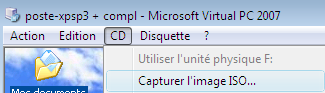 poste-xpsp3 + compl - Microsoft Virtual PC 2007
Action Edition CD Disquette ?
Utiliser l'unité physique F:
Capturer l'image ISO...
Mes documents